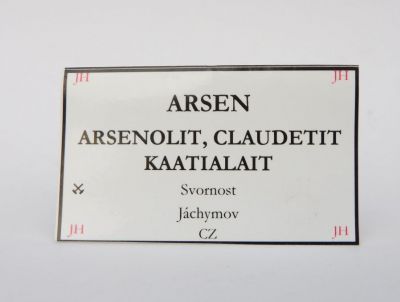 JH JH
ARSEN
ARSENOLIT, CLAUDETIT
KAATIALAIT
Svornost
Jáchymov
CZ
JH JH